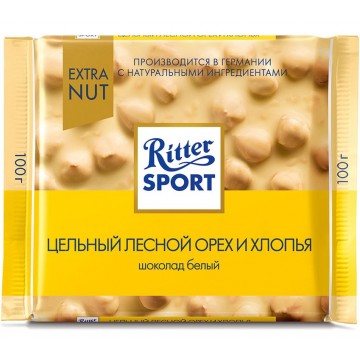 EXTRA
NUT
ПРОИЗВОДИТСЯ В ГЕРМАНИИ
С НАТУРАЛЬНЫМИ ИНГРЕДИЕНТАМИ
100г
100г
Ritter
SPORT
ЦЕЛЬНЫЙ ЛЕСНОЙ ОРЕХ И ХЛОПЬЯ
шоколад белый